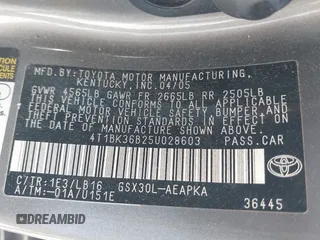 MFD.BY:TOYOTA MOTOR MANUFACTURING,
KENTUCKY, INC.04/05
GVWR 4565LB GAWR FR 2665LB RR 2505LB
THIS VEHICLE CONFORMS TO ALL APPLICABLE
FEDERAL MOTOR VEHICLE SAFETY, BUMPER,
AND THEFT PREVENTION STANDARDS IN EFFECT
ON THE DATE OF MANUFACTURE SHOWN ABOVE.
4T1BK36B25U028603 PASS.CAR
C/TR:1E3/LB16 GSX30L-AEAPKA
A/TM:-01A/U151E
TOYOTA
36445